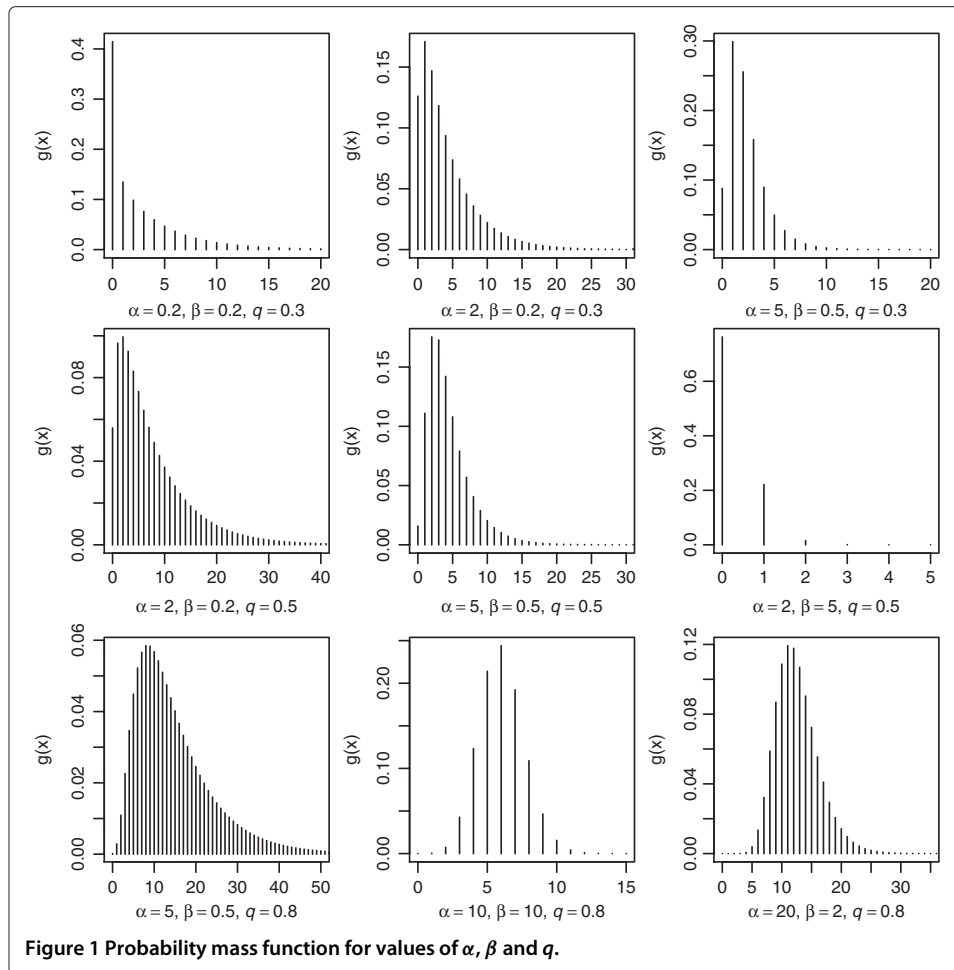 g(x)
0.0 0.1 0.2 0.3 0.4
0 5 10 15 20
α = 0.2, β = 0.2, q = 0.3
g(x)
0.00 0.05 0.10 0.15
0 5 10 15 20 25 30
α = 2, β = 0.2, q = 0.3
g(x)
0.00 0.10 0.20 0.30
0 5 10 15 20
α = 5, β = 0.5, q = 0.3
g(x)
0.00 0.04 0.08
0 10 20 30 40
α = 2, β = 0.2, q = 0.5
g(x)
0.00 0.05 0.10 0.15
0 5 10 15 20 25 30
α = 5, β = 0.5, q = 0.5
g(x)
0.0 0.2 0.4 0.6
0 1 2 3 4 5
α = 2, β = 5, q = 0.5
g(x)
0.00 0.02 0.04 0.06
0 10 20 30 40 50
α = 5, β = 0.5, q = 0.8
g(x)
0.00 0.10 0.20
0 5 10 15
α = 10, β = 10, q = 0.8
g(x)
0.00 0.04 0.08 0.12
0 5 10 20 30
α = 20, β = 2, q = 0.8
Figure 1 Probability mass function for values of α, β and q.